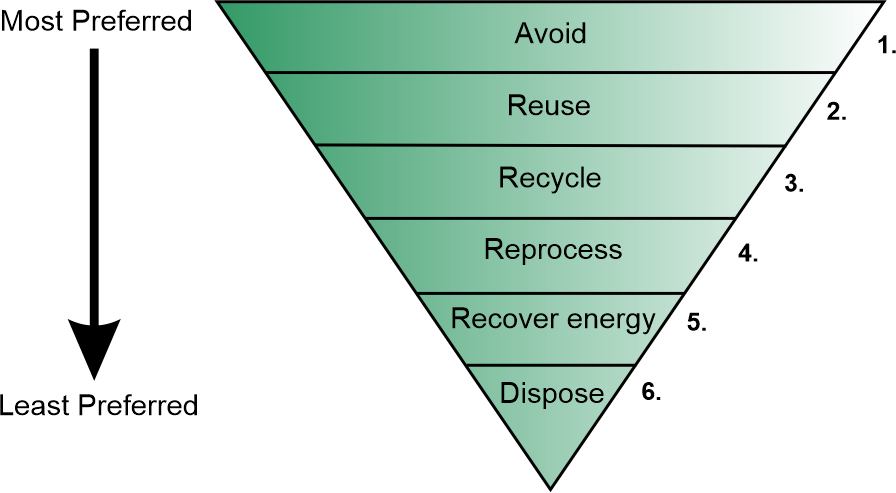 Most Preferred
Avoid
1.
Reuse
2.
Recycle
3.
Reprocess
4.
Recover energy
5.
Dispose
6.
Least Preferred